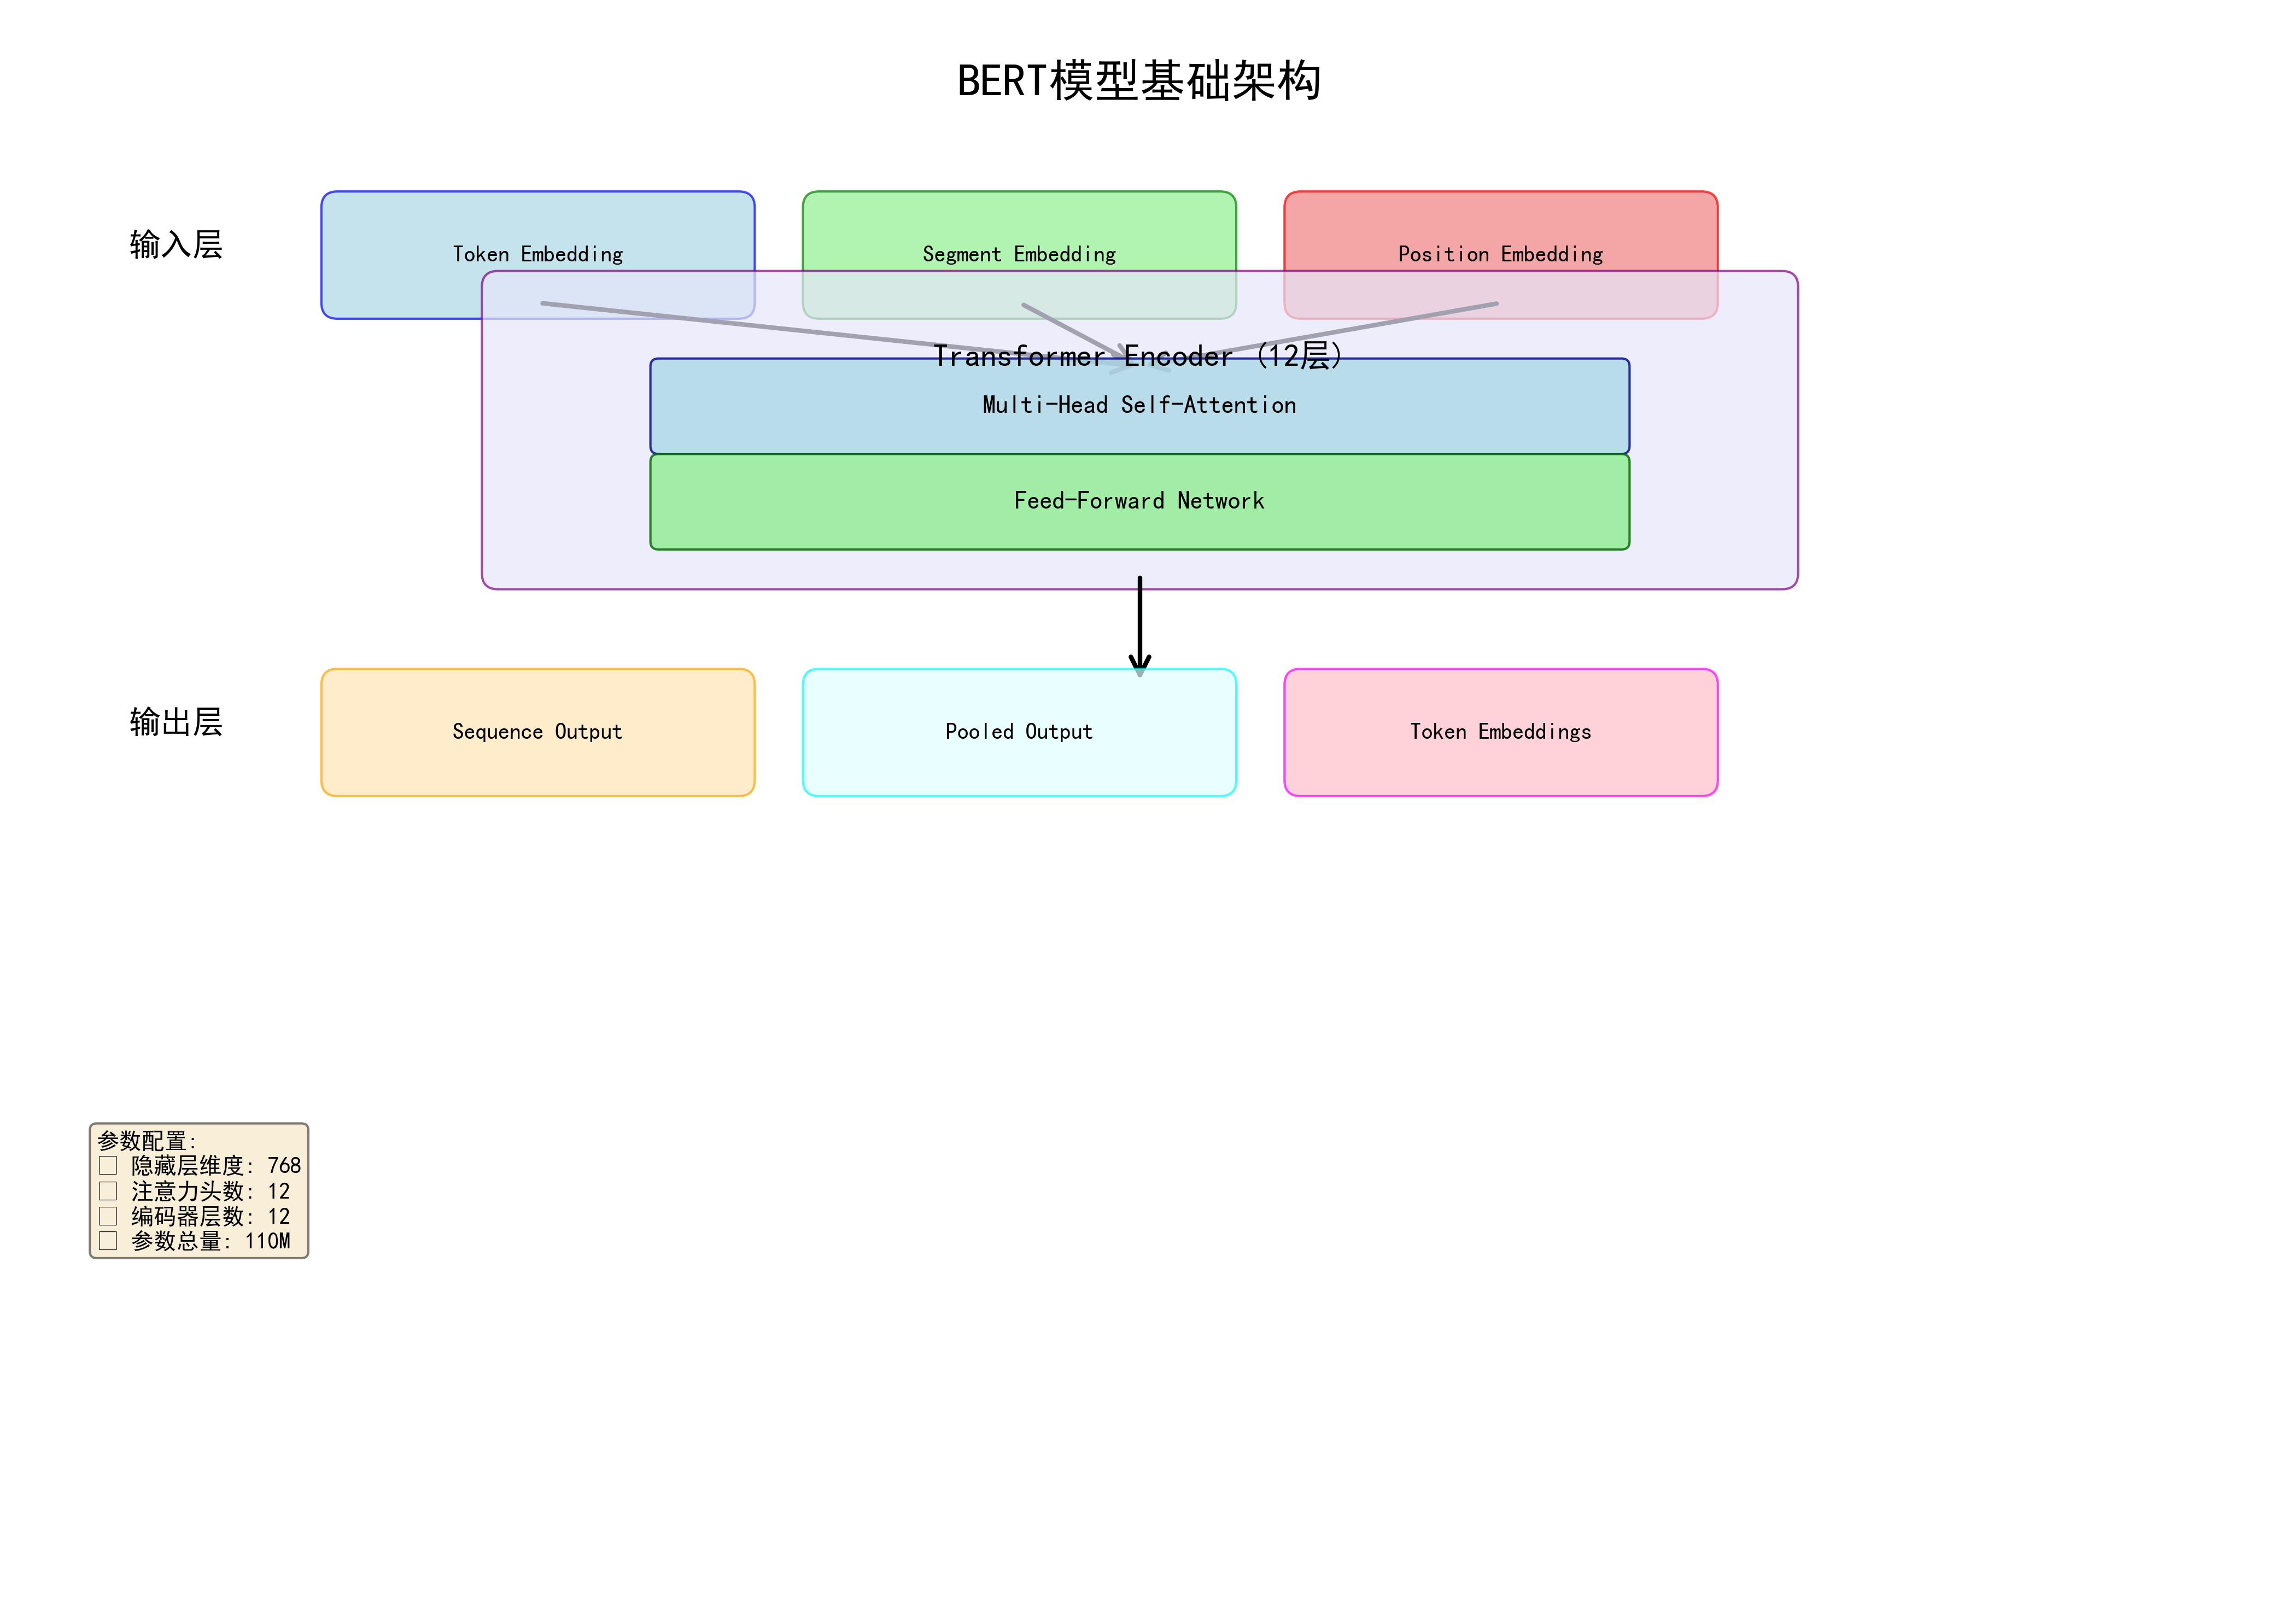 BERT模型基础架构
输入层
Token Embedding
Segment Embedding
Position Embedding
Transformer Encoder (12层)
Multi-Head Self-Attention
Feed-Forward Network
输出层
Sequence Output
Pooled Output
Token Embeddings
参数配置:
□ 隐藏层维度: 768
□ 注意力头数: 12
□ 编码器层数: 12
□ 参数总量: 110M